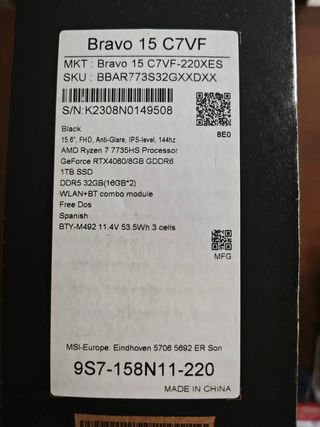 Bravo 15 C7VF
MKT : Bravo 15 C7VF-220XES
SKU : BBAR773S32GXXDXX
S/N:K2308N0149508
8E0
Black
15.6", FHD, Anti-Glare, IPS-level, 144hz
AMD Ryzen 7 7735HS Processor
GeForce RTX4060/8GB GDDR6
1TB SSD
DDR5 32GB(16GB*2)
WLAN+BT combo module
Free Dos
Spanish
BTY-M492 11.4V 53.5Wh 3 cells
MFG
MSI-Europe: Eindhoven 5706 5692 ER Son
9S7-158N11-220
MADE IN CHINA